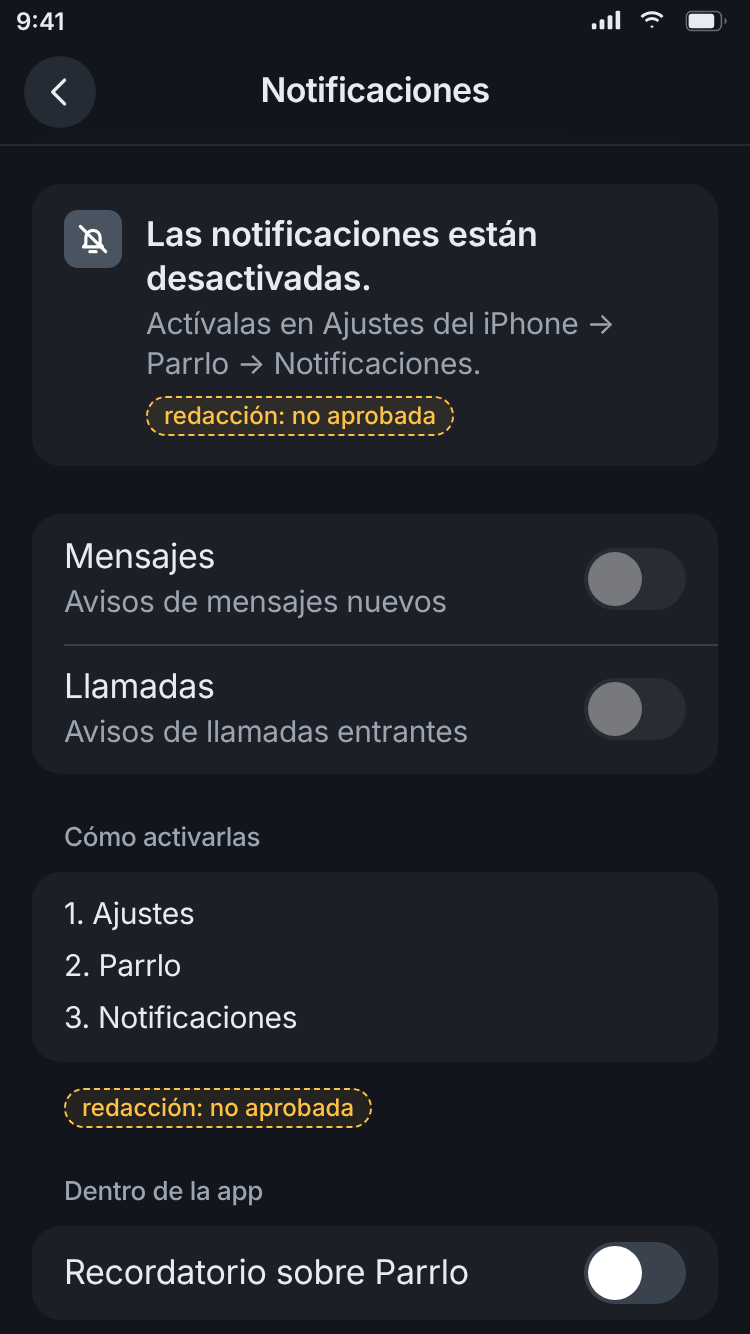 9:41
Notificaciones
Las notificaciones están
desactivadas.
Actívalas en Ajustes del iPhone →
Parrlo → Notificaciones.
redacción: no aprobada
Mensajes
Avisos de mensajes nuevos
Llamadas
Avisos de llamadas entrantes
Cómo activarlas
1. Ajustes
2. Parrlo
3. Notificaciones
redacción: no aprobada
Dentro de la app
Recordatorio sobre Parrlo